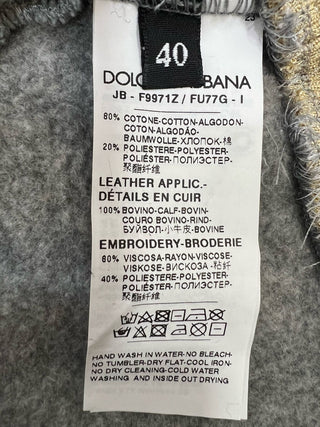 40
DOLCE&GABBANA
JB - F9971Z / FU77G - I
80% COTONE-COTTON-ALGODON-
COTON-ALGODÃO-
BAUMWOLLE-ХЛОПОК-棉
20% POLIESTERE-POLYESTER-
POLIÉSTER-ПОЛИЭСТЕР-
聚酯纤维
LEATHER APPLIC.-
DÉTAILS EN CUIR
100% BOVINO-CALF-BOVIN-
COURO BOVINO-RIND-
БУЙВОЛ-小牛皮-BOVINE
EMBROIDERY-BRODERIE
60% VISCOSA-RAYON-VISCOSE-
VISKOSE-ВИСКОЗА-粘纤
40% POLIESTERE-POLYESTER-
POLIÉSTER-ПОЛИЭСТЕР-
聚酯纤维
HAND WASH IN WATER-NO BLEACH-
NO TUMBLER-DRY FLAT-NO IRON-
NO DRY CLEANING-COLD WATER
AND INSIDE OUT DRYING